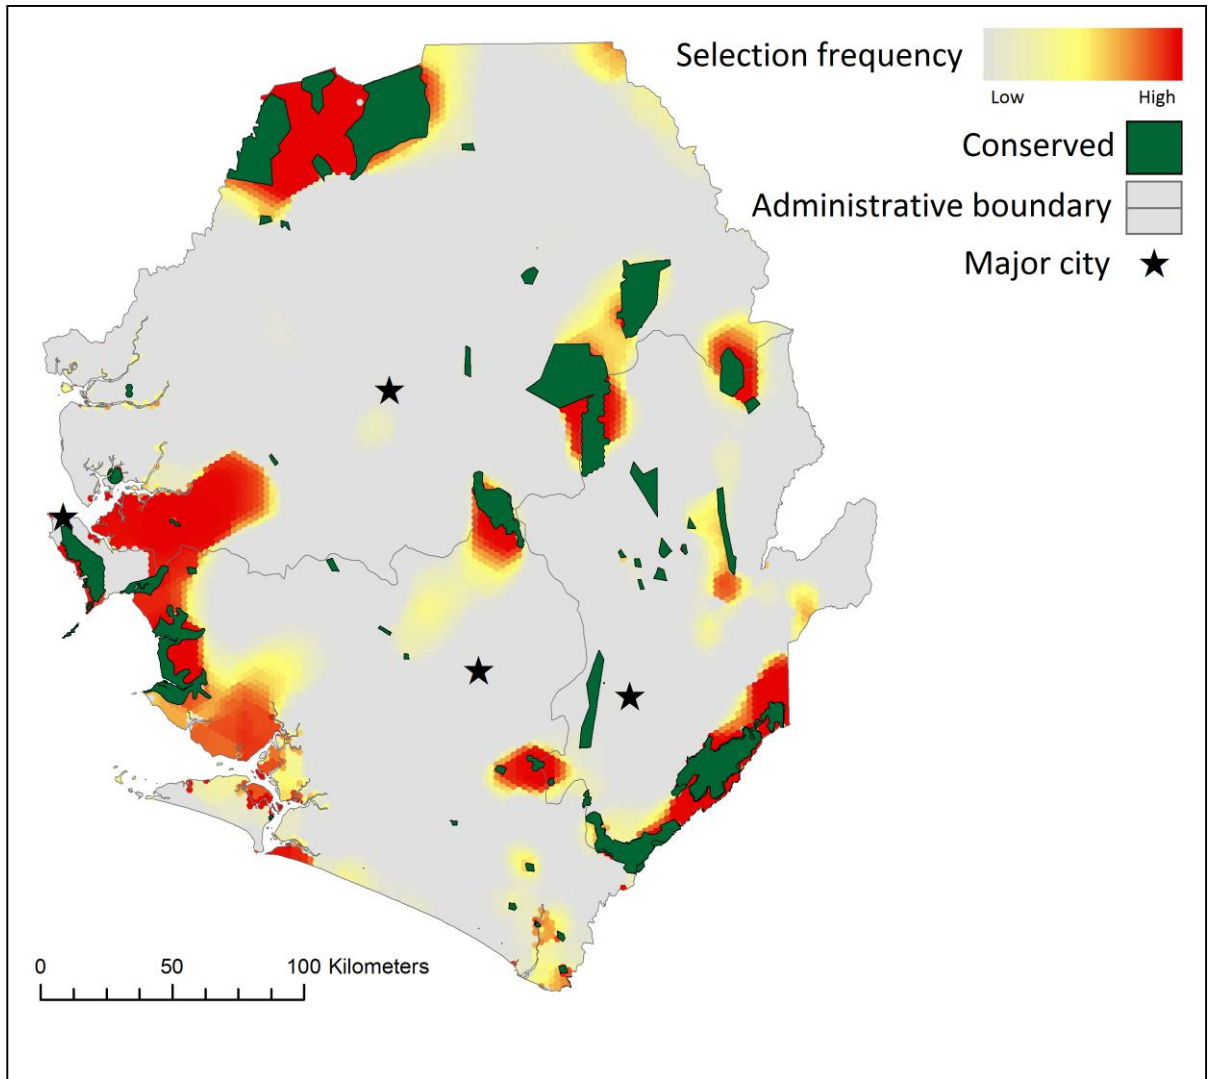 Selection frequency
Low High
Conserved
Administrative boundary
Major city
0 50 100 Kilometers